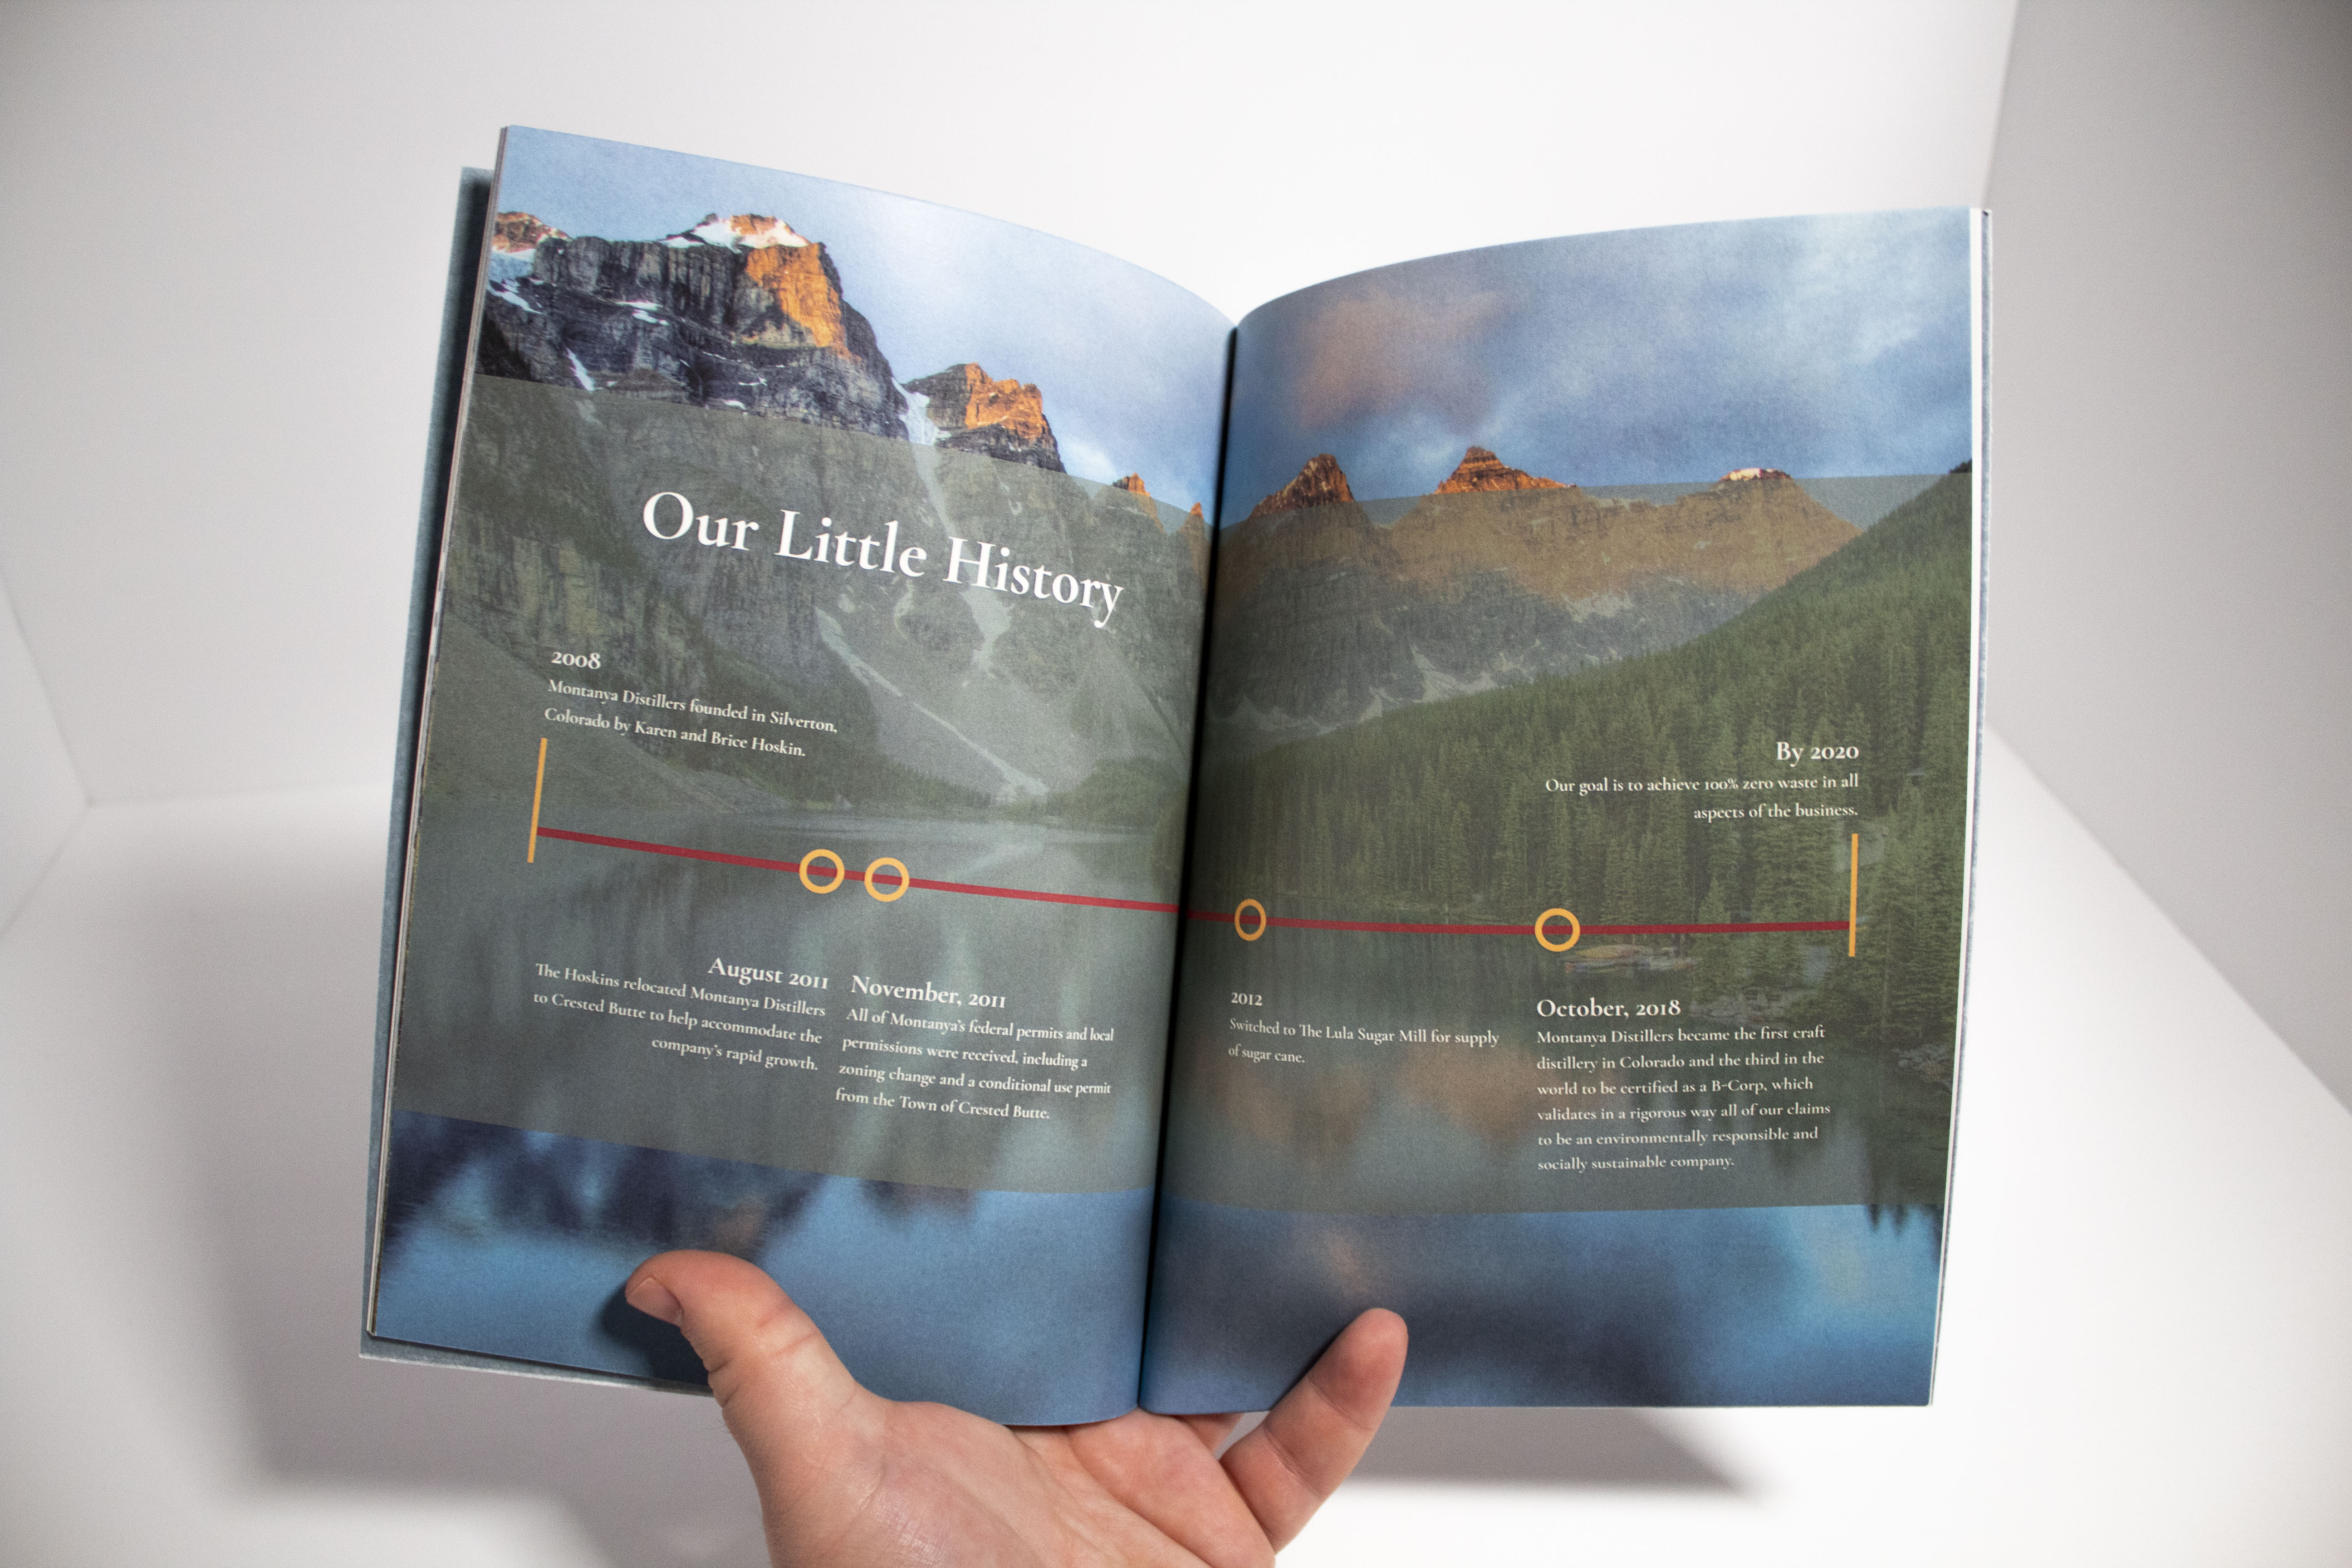 Our Little History
2008
Montanya Distillers founded in Silverton,
Colorado by Karen and Brice Hoskin.
August 2011
The Hoskins relocated Montanya Distillers
to Crested Butte to help accommodate the
company's rapid growth.
November, 2011
All of Montanya's federal permits and local
permissions were received, including a
zoning change and a conditional use permit
from the Town of Crested Butte.
2012
Switched to The Lula Sugar Mill for supply
of sugar cane.
October, 2018
Montanya Distillers became the first craft
distillery in Colorado and the third in the
world to be certified as a B-Corp, which
validates in a rigorous way all of our claims
to be an environmentally responsible and
socially sustainable company.
By 2020
Our goal is to achieve 100% zero waste in all
aspects of the business.